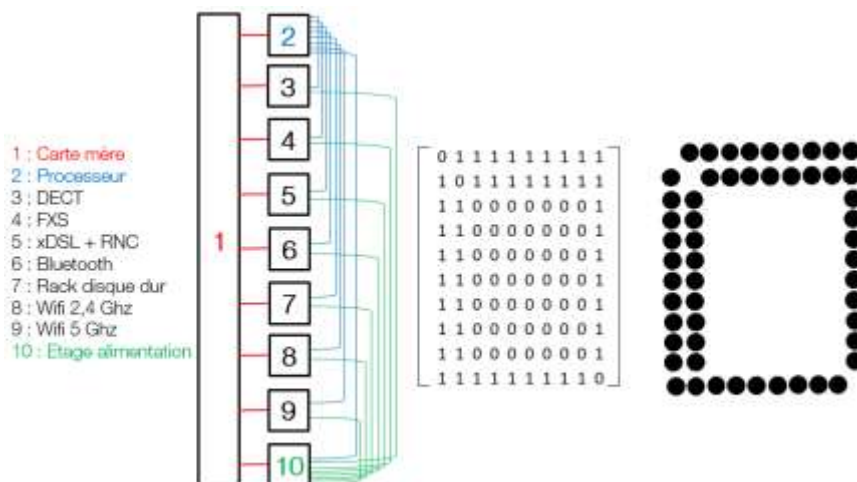 1 : Carte mère
2 : Processeur
3 : DECT
4 : FXS
5 : xDSL + RNC
6 : Bluetooth
7 : Rack disque dur
8 : Wifi 2,4 Ghz
9 : Wifi 5 Ghz
10 : Etage alimentation
1
2
3
4
5
6
7
8
9
10
0 1 1 1 1 1 1 1 1 1
1 0 1 1 1 1 1 1 1 1
1 1 0 0 0 0 0 0 0 1
1 1 0 0 0 0 0 0 0 1
1 1 0 0 0 0 0 0 0 1
1 1 0 0 0 0 0 0 0 1
1 1 0 0 0 0 0 0 0 1
1 1 0 0 0 0 0 0 0 1
1 1 0 0 0 0 0 0 0 1
1 1 1 1 1 1 1 1 1 0